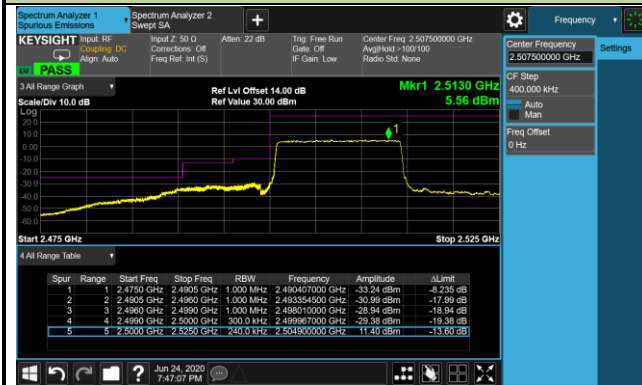 Spectrum Analyzer 1
Spurious Emissions
Spectrum Analyzer 2
Swept SA
+
Frequency
KEYSIGHT
Input: RF
Coupling: DC
Align: Auto
Input Z: 50 Ω
Corrections: Off
Freq Ref: Int (S)
Atten: 22 dB
Trig: Free Run
Gate: Off
IF Gain: Low
Center Freq: 2.507500000 GHz
Avg|Hold:>100/100
Radio Std: None
PASS
Center Frequency
2.507500000 GHz
Settings
CF Step
400.000 kHz
Auto
Man
Freq Offset
0 Hz
3 All Range Graph
Scale/Div 10.0 dB
Ref Lvl Offset 14.00 dB
Ref Value 30.00 dBm
Mkr1 2.5130 GHz
5.56 dBm
Log
20.0
10.0
0.00
-10.0
-20.0
-30.0
-40.0
-50.0
-60.0
1
Start 2.475 GHz
Stop 2.525 GHz
4 All Range Table
Spur Range Start Freq Stop Freq RBW Frequency Amplitude ΔLimit
1 1 2.4750 GHz 2.4905 GHz 1.000 MHz 2.490407000 GHz -33.24 dBm -8.235 dB
2 2 2.4905 GHz 2.4960 GHz 1.000 MHz 2.493354500 GHz -30.99 dBm -17.99 dB
3 3 2.4960 GHz 2.4990 GHz 1.000 MHz 2.498010000 GHz -28.94 dBm -18.94 dB
4 4 2.4990 GHz 2.5000 GHz 300.0 kHz 2.499967000 GHz -29.38 dBm -19.38 dB
5 5 2.5000 GHz 2.5250 GHz 240.0 kHz 2.504900000 GHz 11.40 dBm -13.60 dB
?
Jun 24, 2020
7:47:07 PM